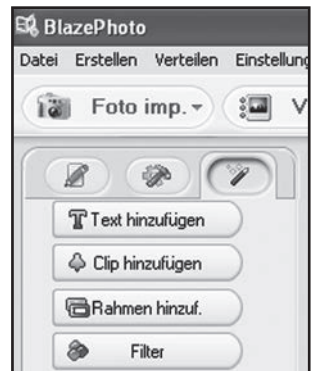 BlazePhoto
Datei Erstellen Verteilen Einstellung
Foto imp. V
Text hinzufügen
Clip hinzufügen
Rahmen hinzuf.
Filter